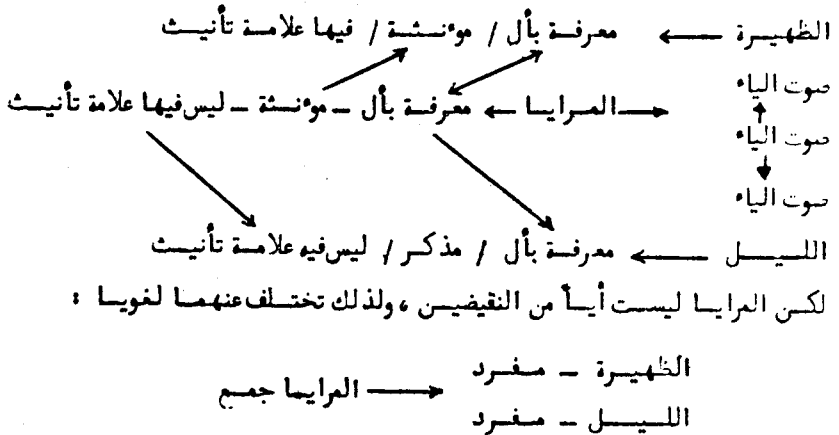 الظهيرة ← معرفة بأل / موءنثة / فيها علامة تأنيث
صوت الياء
صوت الياء ← المرايا ← معرفة بأل – موءنثة – ليس فيها علامة تأنيث
صوت الياء
الليل ← معرفة بأل / مذكر / ليس فيه علامة تأنيث
لكن المرايا ليست أياً من النقيضين ، ولذلك تختلف عنهما لغويا :
الظهيرة – مفرد
المرايا جمع
الليل – مفرد